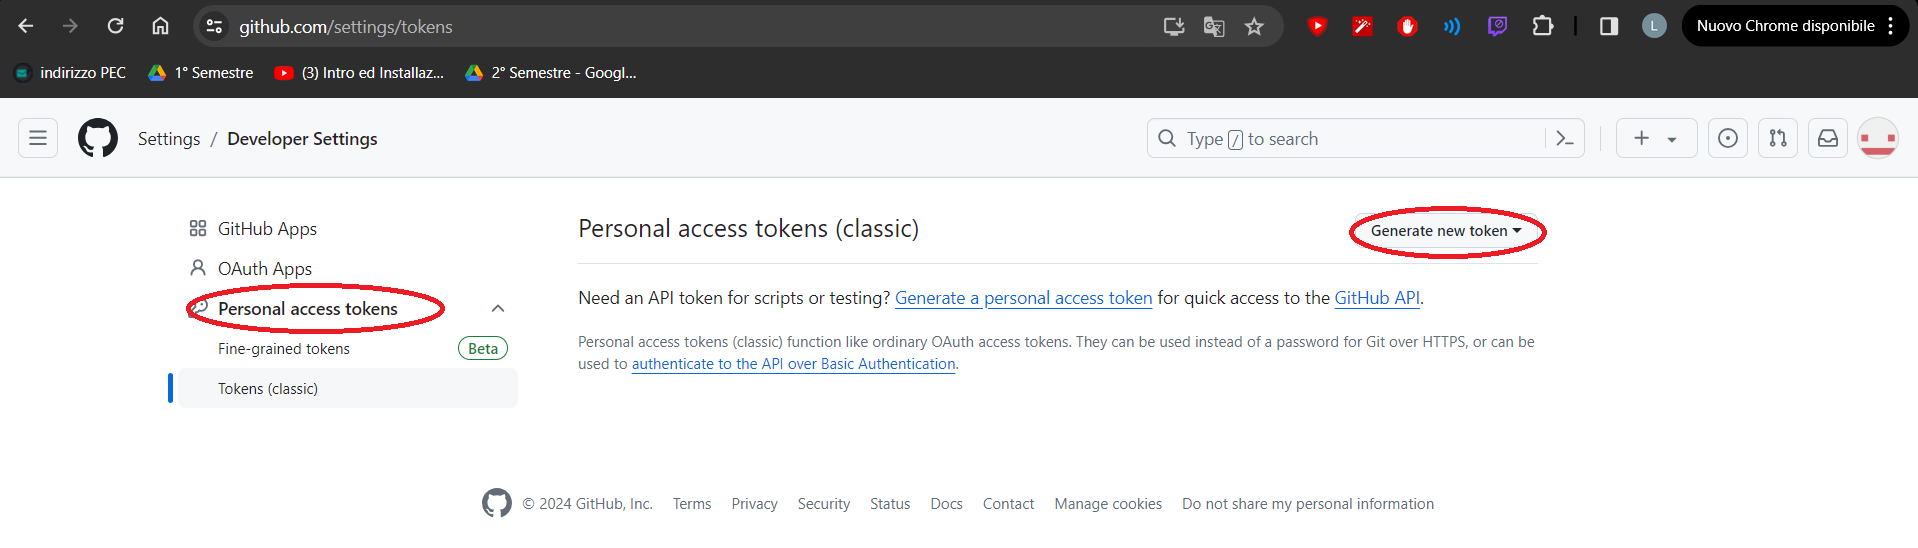 github.com/settings/tokens
L
Nuovo Chrome disponibile
indirizzo PEC
1° Semestre
(3) Intro ed Installaz...
2° Semestre - Googl...
Settings / Developer Settings
Type / to search
GitHub Apps
OAuth Apps
Personal access tokens
Fine-grained tokens
Beta
Tokens (classic)
Personal access tokens (classic)
Generate new token
Need an API token for scripts or testing? Generate a personal access token for quick access to the GitHub API.
Personal access tokens (classic) function like ordinary OAuth access tokens. They can be used instead of a password for Git over HTTPS, or can be
used to authenticate to the API over Basic Authentication.
© 2024 GitHub, Inc. Terms Privacy Security Status Docs Contact Manage cookies Do not share my personal information